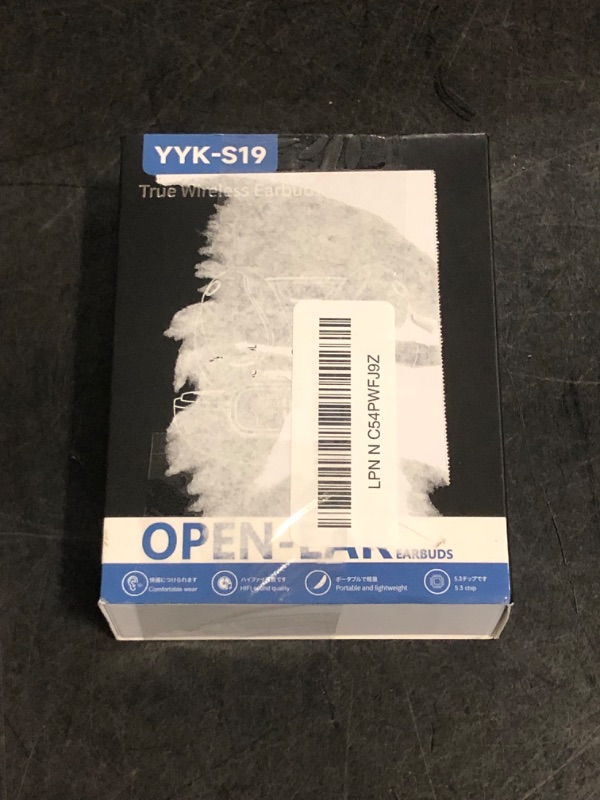 YYK-S19
True Wireless Earbuds
LPN N C54PWFJ9Z
OPEN-EAR EARBUDS
快適につけられます
Comfortable wear
ハイファイ音質です
HIFI sound quality
ポータブルで軽量
Portable and lightweight
5.3チップです
5.3 chip